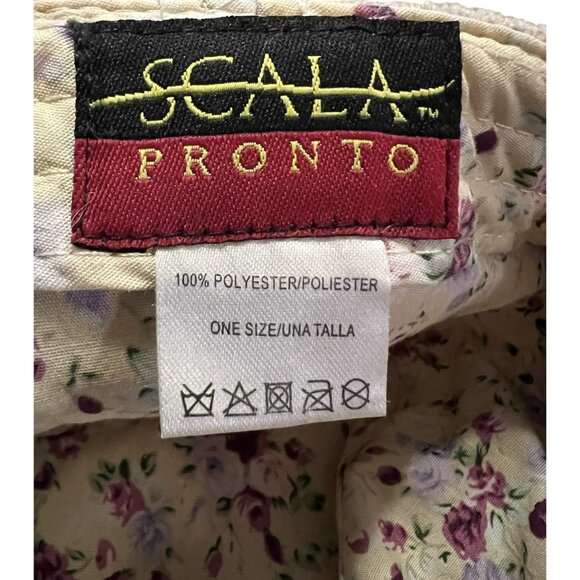 SCALA™
PRONTO
100% POLYESTER/POLIESTER
ONE SIZE/UNA TALLA